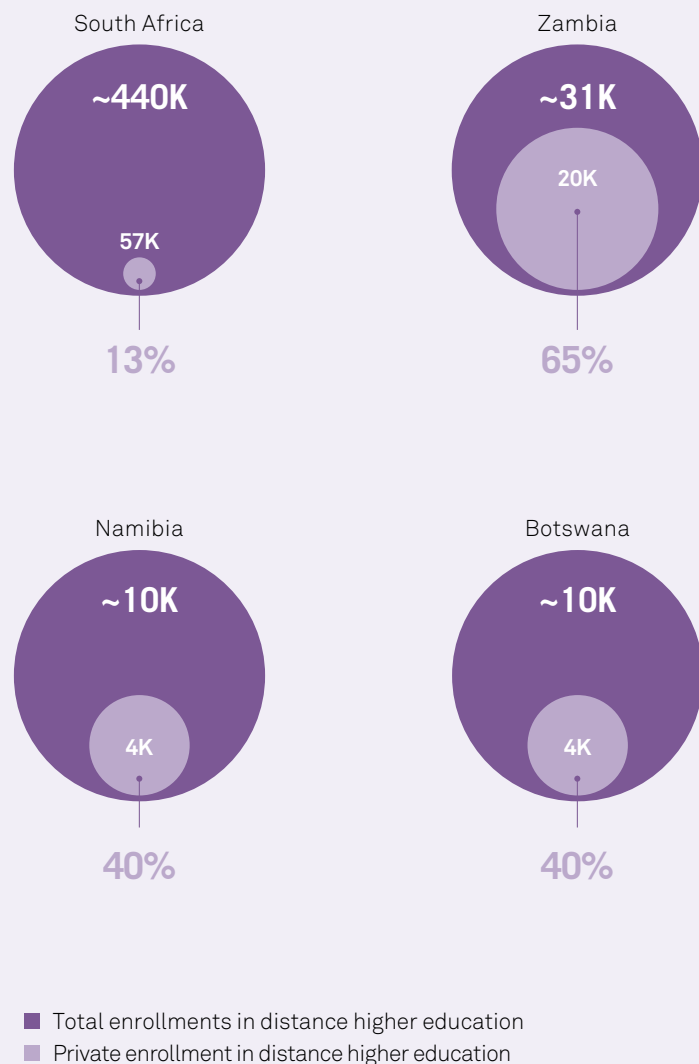 South Africa
~440K
57K
13%
Zambia
~31K
20K
65%
Namibia
~10K
4K
40%
Botswana
~10K
4K
40%
Total enrollments in distance higher education
Private enrollment in distance higher education